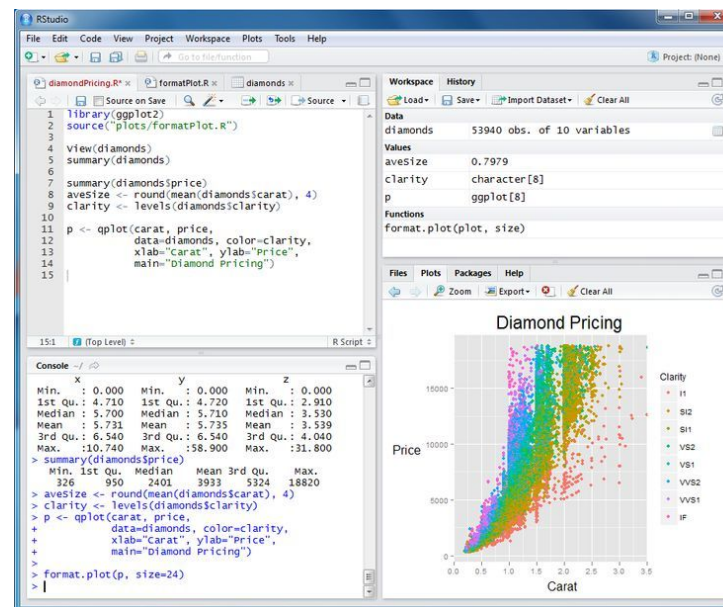 RStudio
File Edit Code View Project Workspace Plots Tools Help
Go to file/function
Project: (None)
diamondPricing.R* formatPlot.R diamonds
Source on Save Source
1 library(ggplot2)
2 source("plots/formatPlot.R")
3
4 View(diamonds)
5 summary(diamonds)
6
7 summary(diamonds$price)
8 aveSize <- round(mean(diamonds$carat), 4)
9 clarity <- levels(diamonds$clarity)
10
11 p <- qplot(carat, price,
12 data=diamonds, color=clarity,
13 xlab="Carat", ylab="Price",
14 main="Diamond Pricing")
15
15:1 (Top Level) R Script
Console ~/
x y z
Min. : 0.000 Min. : 0.000 Min. : 0.000
1st Qu.: 4.710 1st Qu.: 4.720 1st Qu.: 2.910
Median : 5.700 Median : 5.710 Median : 3.530
Mean : 5.731 Mean : 5.735 Mean : 3.539
3rd Qu.: 6.540 3rd Qu.: 6.540 3rd Qu.: 4.040
Max. :10.740 Max. :58.900 Max. :31.800
> summary(diamonds$price)
Min. 1st Qu. Median Mean 3rd Qu. Max.
326 950 2401 3933 5324 18820
> aveSize <- round(mean(diamonds$carat), 4)
> clarity <- levels(diamonds$clarity)
> p <- qplot(carat, price,
+ data=diamonds, color=clarity,
+ xlab="Carat", ylab="Price",
+ main="Diamond Pricing")
>
> format.plot(p, size=24)
>
Workspace History
Load Save Import Dataset Clear All
Data
diamonds 53940 obs. of 10 variables
Values
aveSize 0.7979
clarity character[8]
p ggplot[8]
Functions
format.plot(plot, size)
Files Plots Packages Help
Zoom Export Clear All
Diamond Pricing
Price
15000
10000
5000
0
0.0 0.5 1.0 1.5 2.0 2.5 3.0 3.5
Carat
Clarity
I1
SI2
SI1
VS2
VS1
VVS2
VVS1
IF